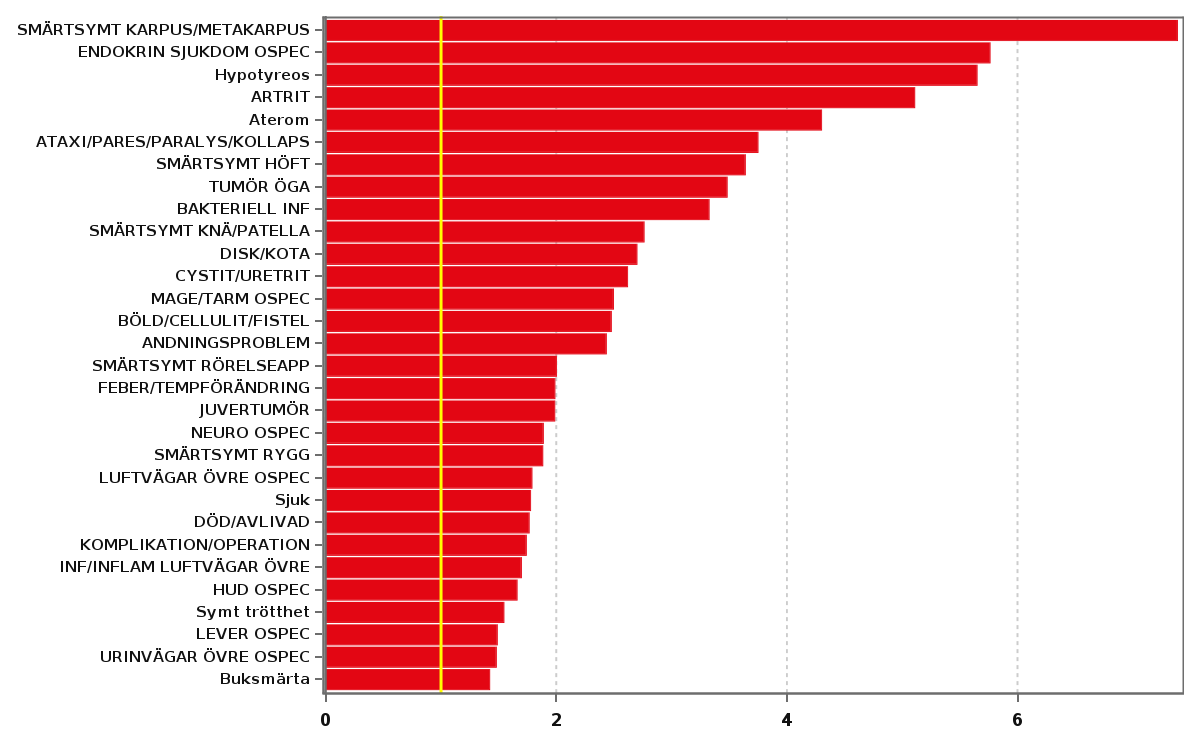 SMÄRTSYMT KARPUS/METAKARPUS
ENDOKRIN SJUKDOM OSPEC
Hypotyreos
ARTRIT
Aterom
ATAXI/PARES/PARALYS/KOLLAPS
SMÄRTSYMT HÖFT
TUMÖR ÖGA
BAKTERIELL INF
SMÄRTSYMT KNÄ/PATELLA
DISK/KOTA
CYSTIT/URETRIT
MAGE/TARM OSPEC
BÖLD/CELLULIT/FISTEL
ANDNINGSPROBLEM
SMÄRTSYMT RÖRELSEAPP
FEBER/TEMPFÖRÄNDRING
JUVERTUMÖR
NEURO OSPEC
SMÄRTSYMT RYGG
LUFTVÄGAR ÖVRE OSPEC
Sjuk
DÖD/AVLIVAD
KOMPLIKATION/OPERATION
INF/INFLAM LUFTVÄGAR ÖVRE
HUD OSPEC
Symt trötthet
LEVER OSPEC
URINVÄGAR ÖVRE OSPEC
Buksmärta
0 2 4 6